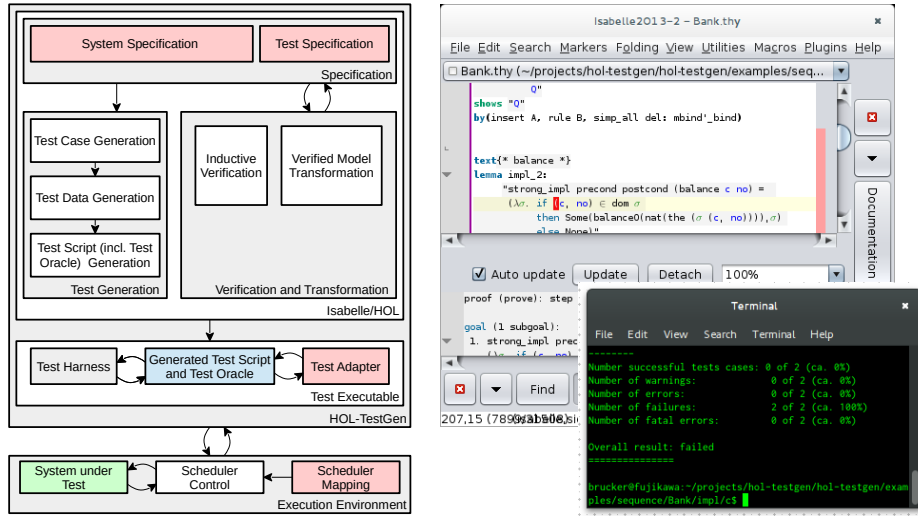 System Specification
Test Specification
Specification
Test Case Generation
Test Data Generation
Test Script (incl. Test
Oracle) Generation
Test Generation
Inductive
Verification
Verified Model
Transformation
Verification and Transformation
Isabelle/HOL
Test Harness
Generated Test Script
and Test Oracle
Test Adapter
Test Executable
HOL-TestGen
System under
Test
Scheduler
Control
Scheduler
Mapping
Execution Environment
Isabelle2013-2 – Bank.thy
File Edit Search Markers Folding View Utilities Macros Plugins Help
Bank.thy (~/projects/hol-testgen/hol-testgen/examples/seq...
Q"
shows "Q"
by(insert A, rule B, simp_all del: mbind'_bind)
text{* balance *}
lemma impl_2:
"strong_impl precond postcond (balance c no) =
(λσ. if (c, no) ∈ dom σ
then Some(balanceO(nat(the (σ (c, no)))),σ)
else None)"
Documentation
Auto update Update Detach 100%
proof (prove): step
goal (1 subgoal):
1. strong_impl prec
(λσ. if (c, no)
Find
207,15
Terminal
File Edit View Search Terminal Help
--------
Number successful tests cases: 0 of 2 (ca. 0%)
Number of warnings: 0 of 2 (ca. 0%)
Number of errors: 0 of 2 (ca. 0%)
Number of failures: 2 of 2 (ca. 100%)
Number of fatal errors: 0 of 2 (ca. 0%)
Overall result: failed
===============
brucker@fujikawa:~/projects/hol-testgen/hol-testgen/exam
ples/sequence/Bank/impl/c$